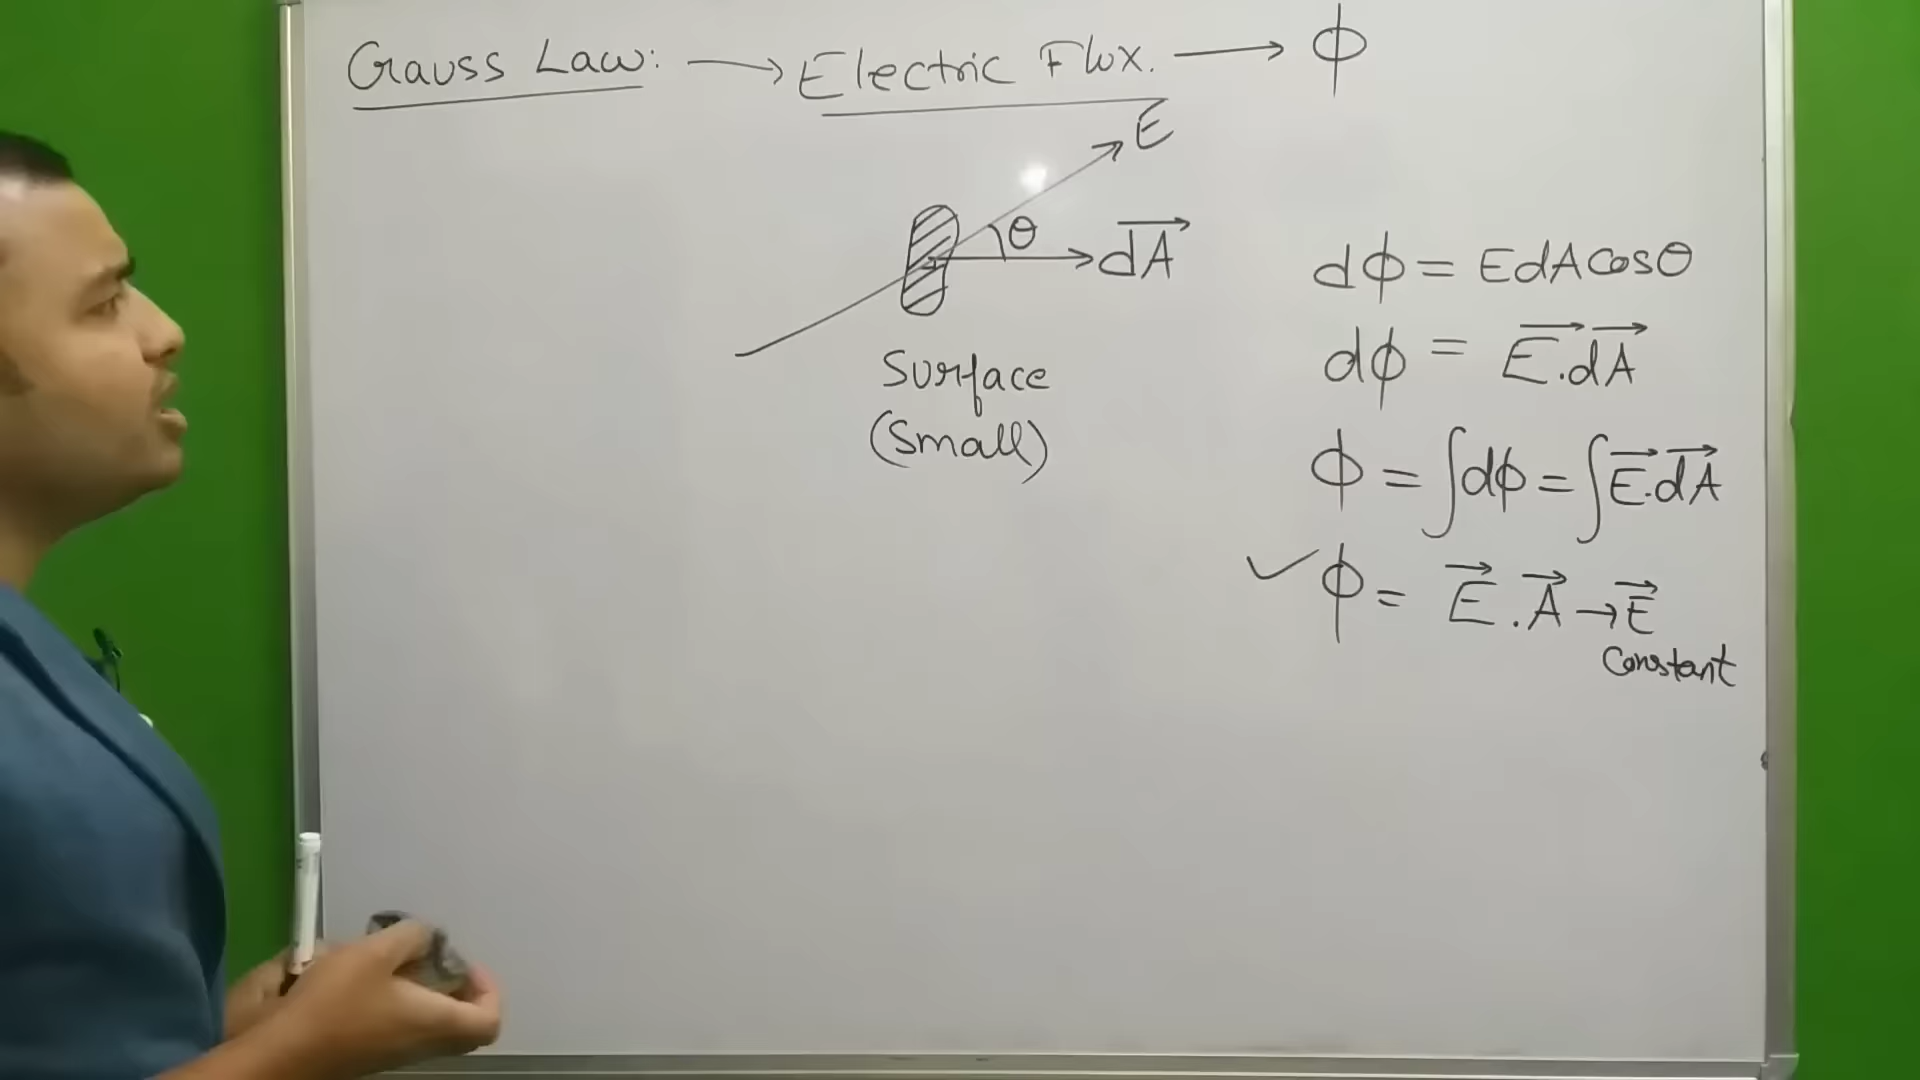 Gauss Law: → Electric Flux. → ϕ
E
θ
dA⃗
Surface
(Small)
dϕ = EdAcosθ
dϕ = E⃗.dA⃗
ϕ = ∫dϕ = ∫E⃗.dA⃗
✓ ϕ = E⃗.A⃗ → E⃗
Constant